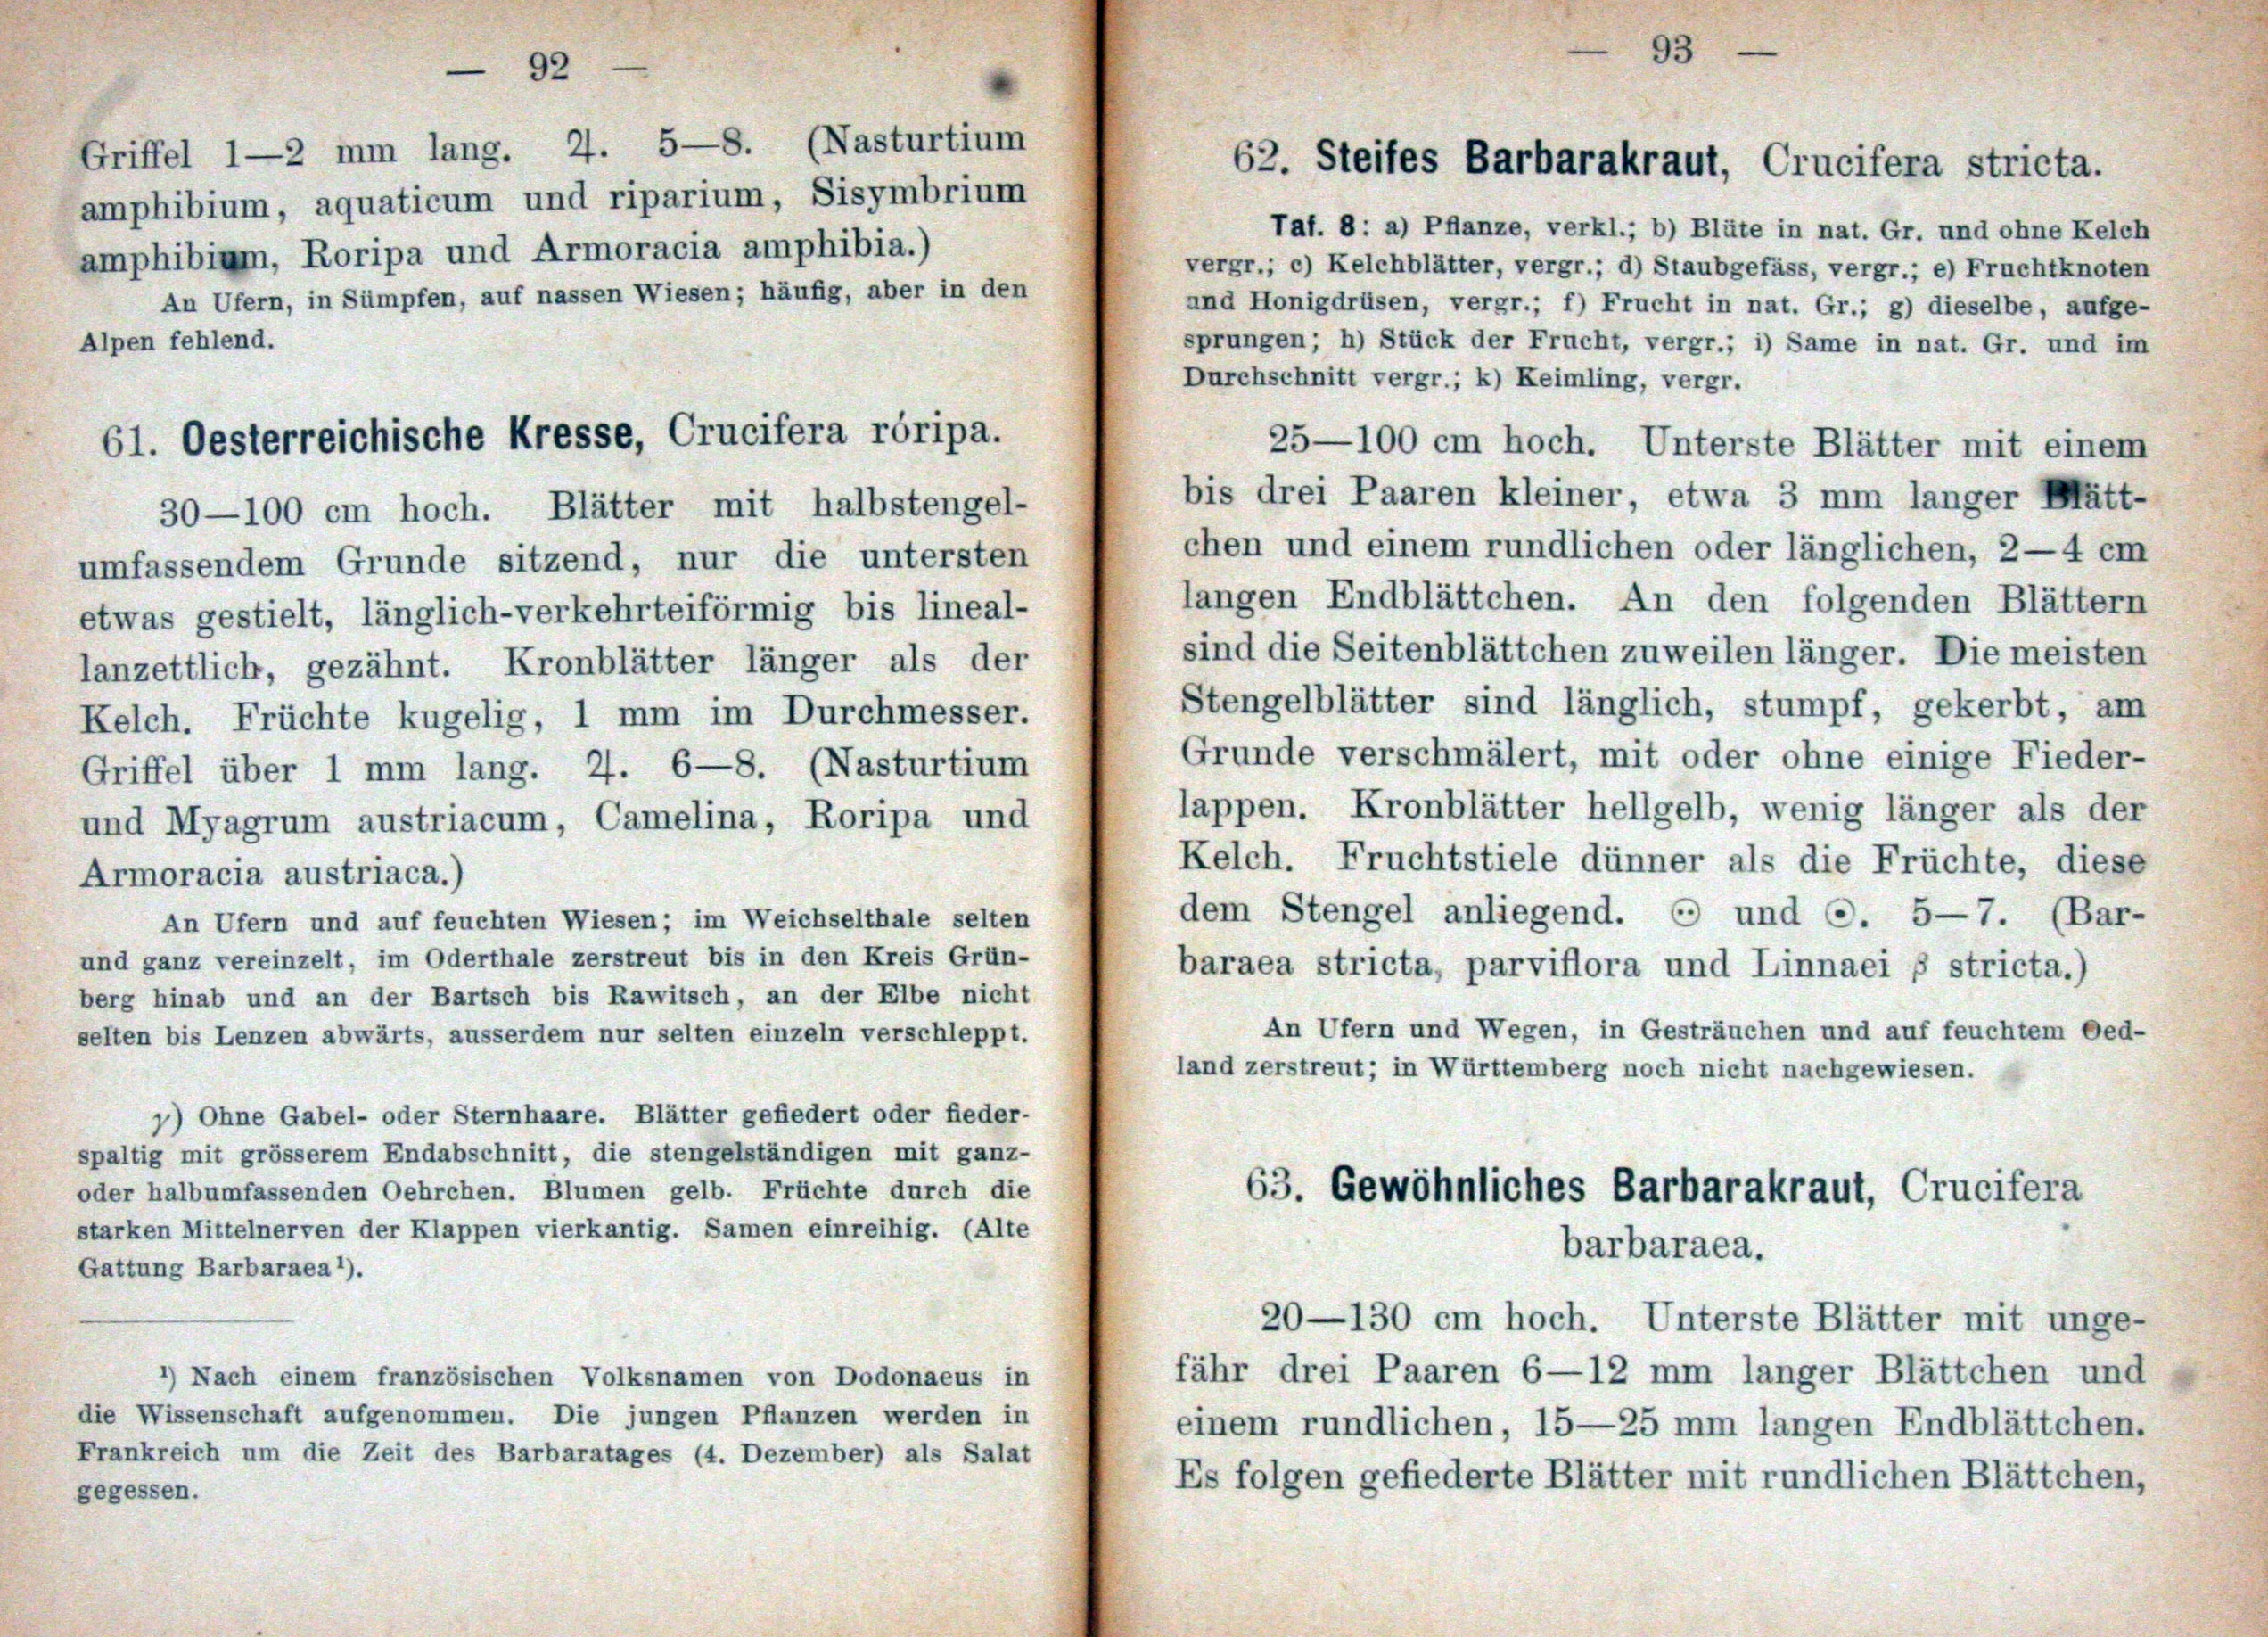 — 92 —
Griffel 1—2 mm lang. ♃. 5—8. (Nasturtium
amphibium, aquaticum und riparium, Sisymbrium
amphibium, Roripa und Armoracia amphibia.)
An Ufern, in Sümpfen, auf nassen Wiesen; häufig, aber in den
Alpen fehlend.
61. Oesterreichische Kresse, Crucifera róripa.
30—100 cm hoch. Blätter mit halbstengel-
umfassendem Grunde sitzend, nur die untersten
etwas gestielt, länglich-verkehrteiförmig bis lineal-
lanzettlich, gezähnt. Kronblätter länger als der
Kelch. Früchte kugelig, 1 mm im Durchmesser.
Griffel über 1 mm lang. ♃. 6—8. (Nasturtium
und Myagrum austriacum, Camelina, Roripa und
Armoracia austriaca.)
An Ufern und auf feuchten Wiesen; im Weichselthale selten
und ganz vereinzelt, im Oderthale zerstreut bis in den Kreis Grün-
berg hinab und an der Bartsch bis Rawitsch, an der Elbe nicht
selten bis Lenzen abwärts, ausserdem nur selten einzeln verschleppt.
γ) Ohne Gabel- oder Sternhaare. Blätter gefiedert oder fieder-
spaltig mit grösserem Endabschnitt, die stengelständigen mit ganz-
oder halbumfassenden Oehrchen. Blumen gelb. Früchte durch die
starken Mittelnerven der Klappen vierkantig. Samen einreihig. (Alte
Gattung Barbaraea¹).
¹) Nach einem französischen Volksnamen von Dodonaeus in
die Wissenschaft aufgenommen. Die jungen Pflanzen werden in
Frankreich um die Zeit des Barbaratages (4. Dezember) als Salat
gegessen.
— 93 —
62. Steifes Barbarakraut, Crucifera stricta.
Taf. 8: a) Pflanze, verkl.; b) Blüte in nat. Gr. und ohne Kelch
vergr.; c) Kelchblätter, vergr.; d) Staubgefäss, vergr.; e) Fruchtknoten
und Honigdrüsen, vergr.; f) Frucht in nat. Gr.; g) dieselbe, aufge-
sprungen; h) Stück der Frucht, vergr.; i) Same in nat. Gr. und im
Durchschnitt vergr.; k) Keimling, vergr.
25—100 cm hoch. Unterste Blätter mit einem
bis drei Paaren kleiner, etwa 3 mm langer Blätt-
chen und einem rundlichen oder länglichen, 2—4 cm
langen Endblättchen. An den folgenden Blättern
sind die Seitenblättchen zuweilen länger. Die meisten
Stengelblätter sind länglich, stumpf, gekerbt, am
Grunde verschmälert, mit oder ohne einige Fieder-
lappen. Kronblätter hellgelb, wenig länger als der
Kelch. Fruchtstiele dünner als die Früchte, diese
dem Stengel anliegend. ⚇ und ⊙. 5—7. (Bar-
baraea stricta, parviflora und Linnaei β stricta.)
An Ufern und Wegen, in Gesträuchen und auf feuchtem Oed-
land zerstreut; in Württemberg noch nicht nachgewiesen.
63. Gewöhnliches Barbarakraut, Crucifera
barbaraea.
20—130 cm hoch. Unterste Blätter mit unge-
fähr drei Paaren 6—12 mm langer Blättchen und
einem rundlichen, 15—25 mm langen Endblättchen.
Es folgen gefiederte Blätter mit rundlichen Blättchen,